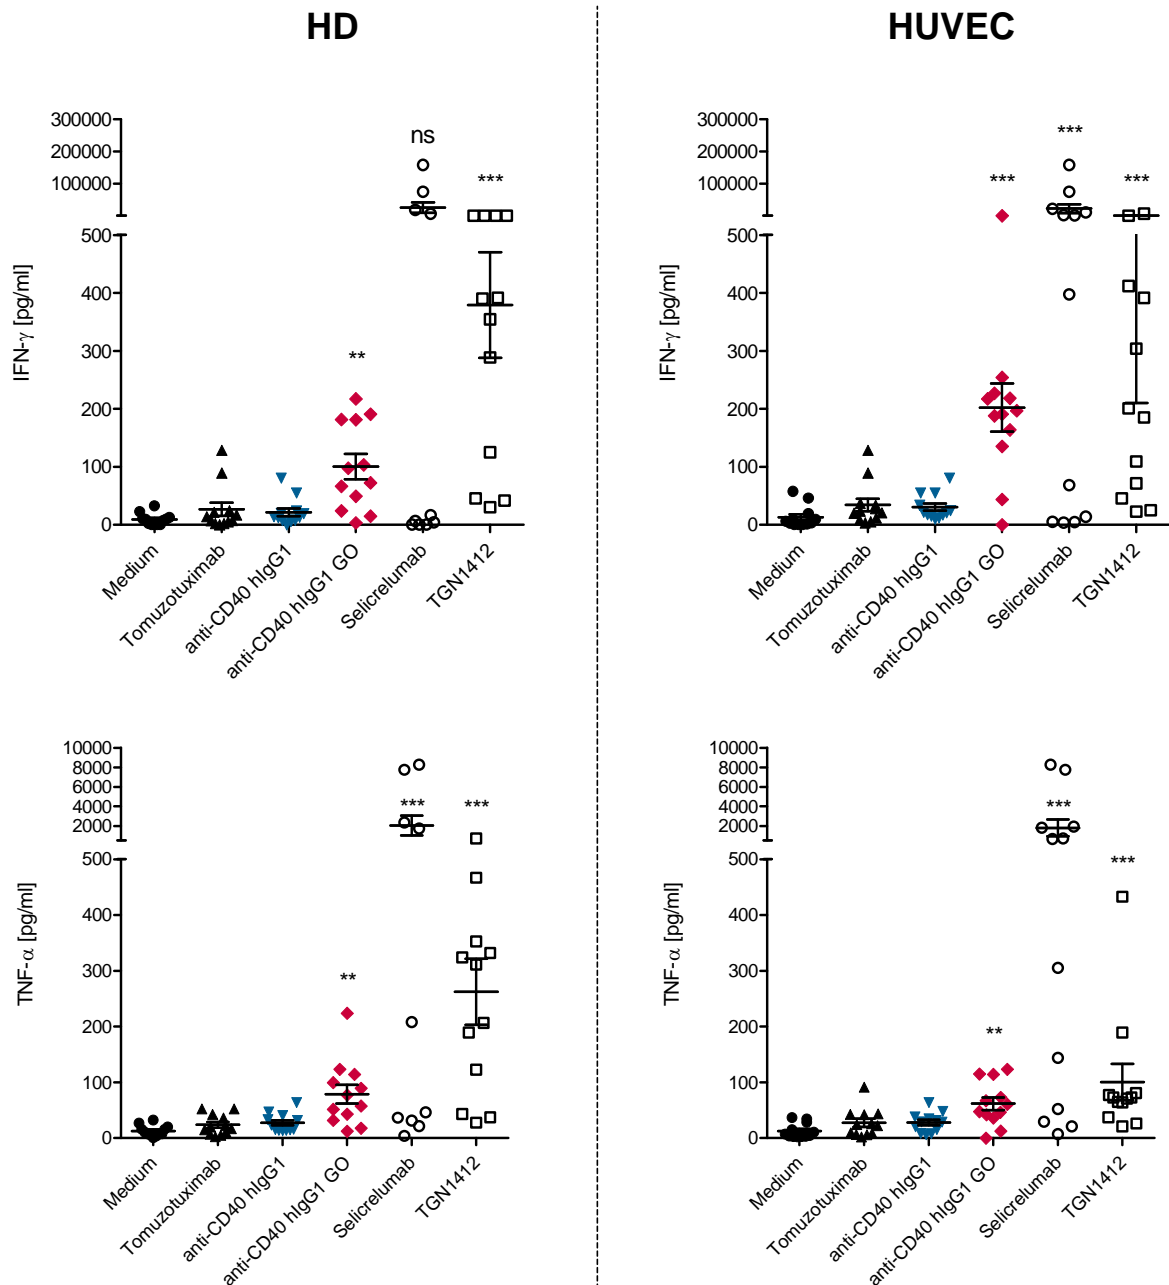 HD
HUVEC
300000
200000
100000
500
400
300
200
100
0
IFN-γ [pg/ml]
ns
***
**
Medium
Tomuzotuximab
anti-CD40 hIgG1
anti-CD40 hIgG1 GO
Selicrelumab
TGN1412
300000
200000
100000
500
400
300
200
100
0
IFN-γ [pg/ml]
***
***
***
Medium
Tomuzotuximab
anti-CD40 hIgG1
anti-CD40 hIgG1 GO
Selicrelumab
TGN1412
10000
8000
6000
4000
2000
500
400
300
200
100
0
TNF-α [pg/ml]
***
***
**
Medium
Tomuzotuximab
anti-CD40 hIgG1
anti-CD40 hIgG1 GO
Selicrelumab
TGN1412
10000
8000
6000
4000
2000
500
400
300
200
100
0
TNF-α [pg/ml]
***
***
**
Medium
Tomuzotuximab
anti-CD40 hIgG1
anti-CD40 hIgG1 GO
Selicrelumab
TGN1412